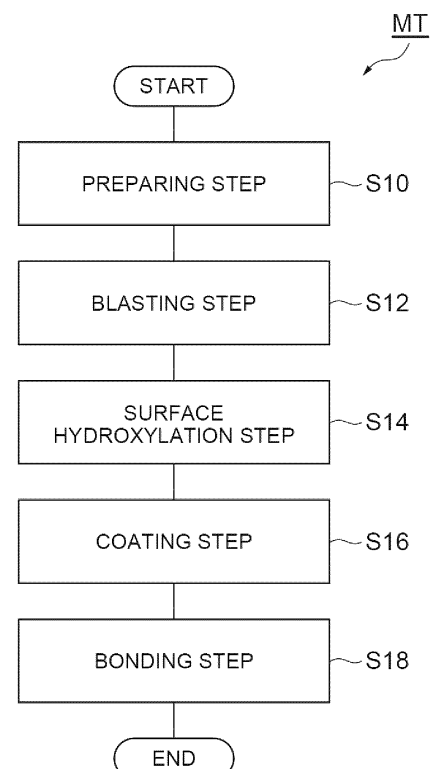 MT
START
PREPARING STEP
S10
BLASTING STEP
S12
SURFACE
HYDROXYLATION STEP
S14
COATING STEP
S16
BONDING STEP
S18
END